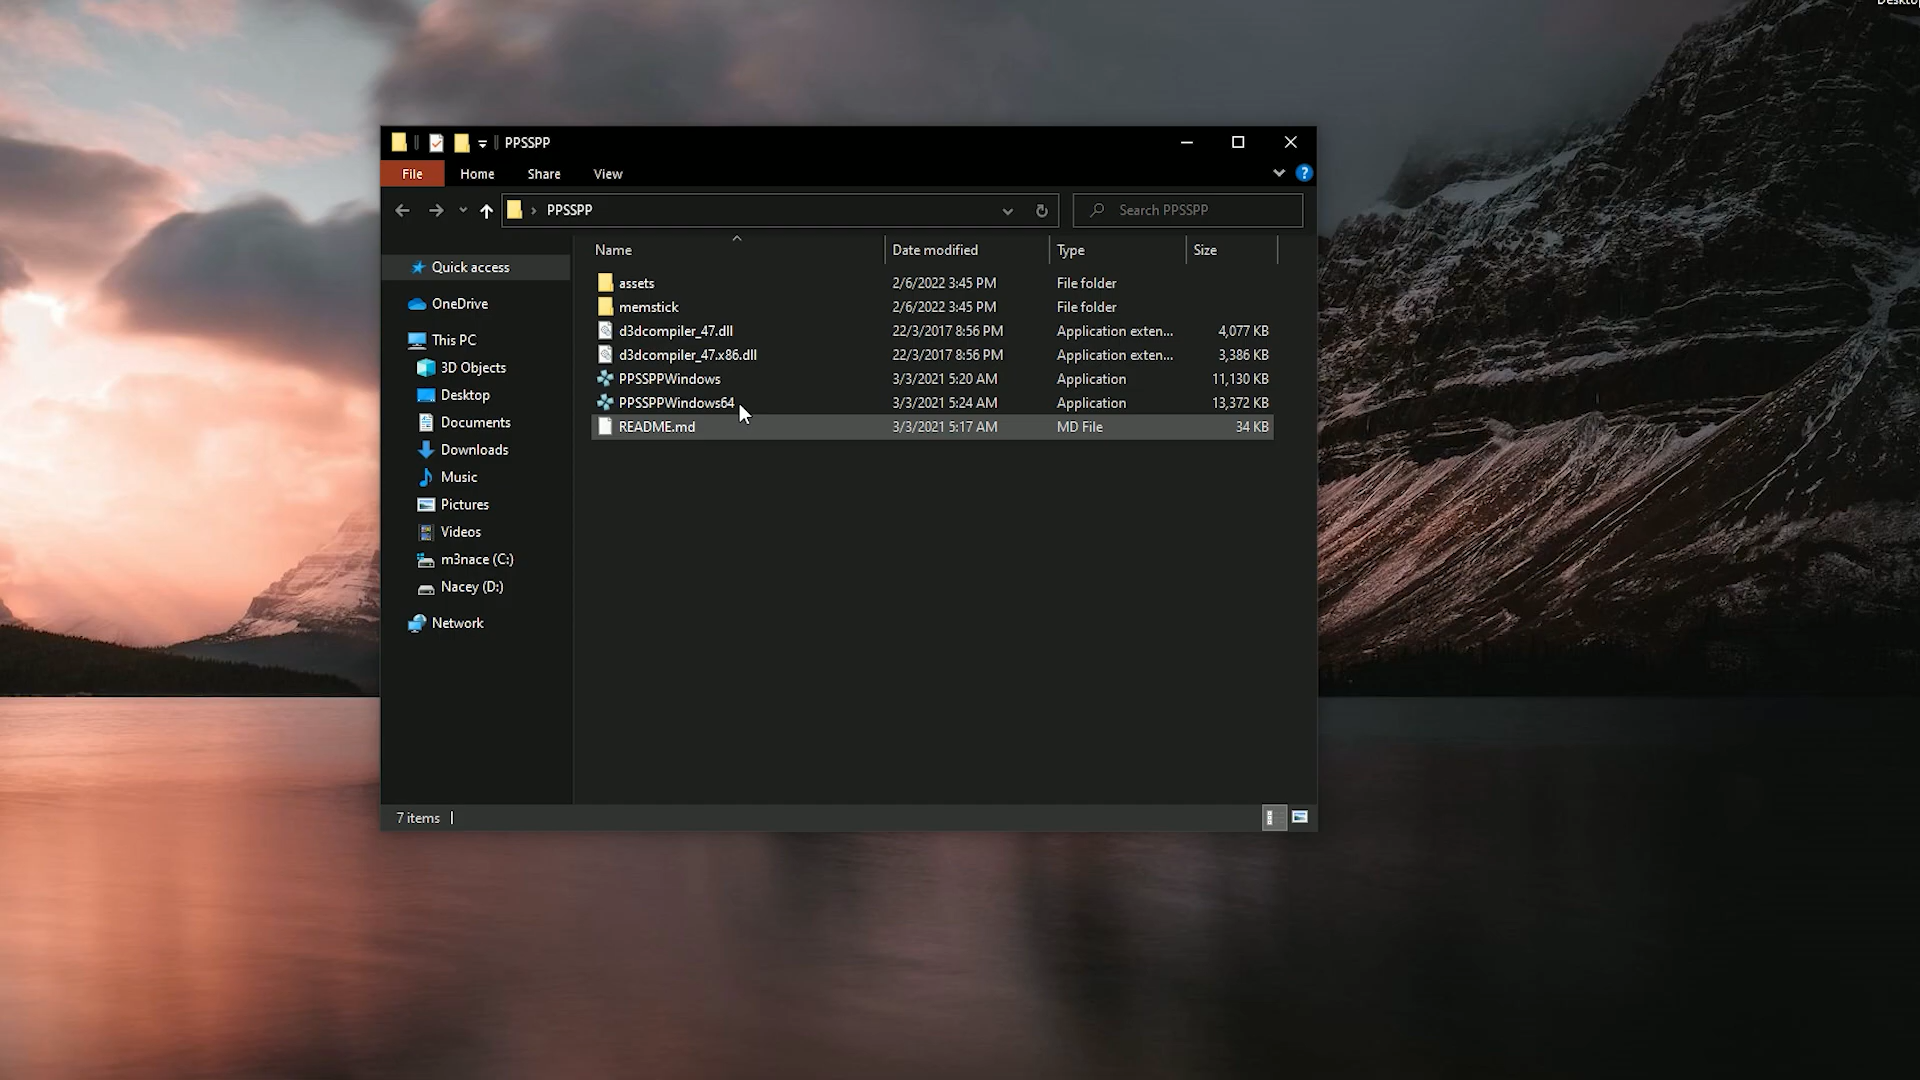 PPSSPP
File Home Share View
PPSSPP Search PPSSPP
Name Date modified Type Size
Quick access
OneDrive
This PC
3D Objects
Desktop
Documents
Downloads
Music
Pictures
Videos
m3nace (C:)
Nacey (D:)
Network
assets 2/6/2022 3:45 PM File folder
memstick 2/6/2022 3:45 PM File folder
d3dcompiler_47.dll 22/3/2017 8:56 PM Application exten... 4,077 KB
d3dcompiler_47.x86.dll 22/3/2017 8:56 PM Application exten... 3,386 KB
PPSSPPWindows 3/3/2021 5:20 AM Application 11,130 KB
PPSSPPWindows64 3/3/2021 5:24 AM Application 13,372 KB
README.md 3/3/2021 5:17 AM MD File 34 KB
7 items